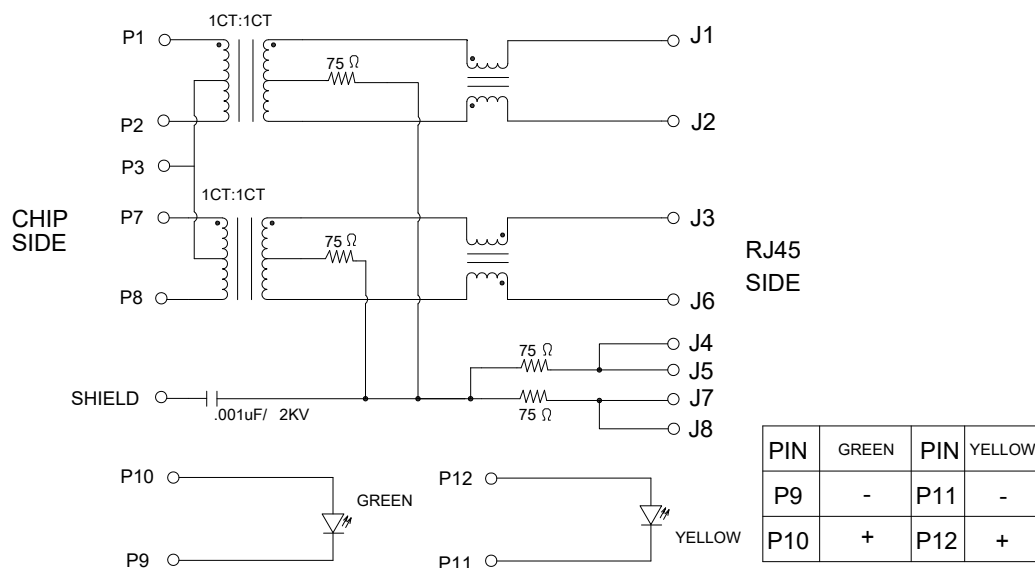 1CT:1CT
P1
J1
75 Ω
P2
J2
P3
1CT:1CT
CHIP
SIDE
P7
J3
75 Ω
RJ45
SIDE
P8
J6
J4
75 Ω
J5
SHIELD
J7
.001uF/ 2KV
75 Ω
J8
P10
GREEN
P9
P12
YELLOW
P11
PIN GREEN PIN YELLOW
P9 - P11 -
P10 + P12 +